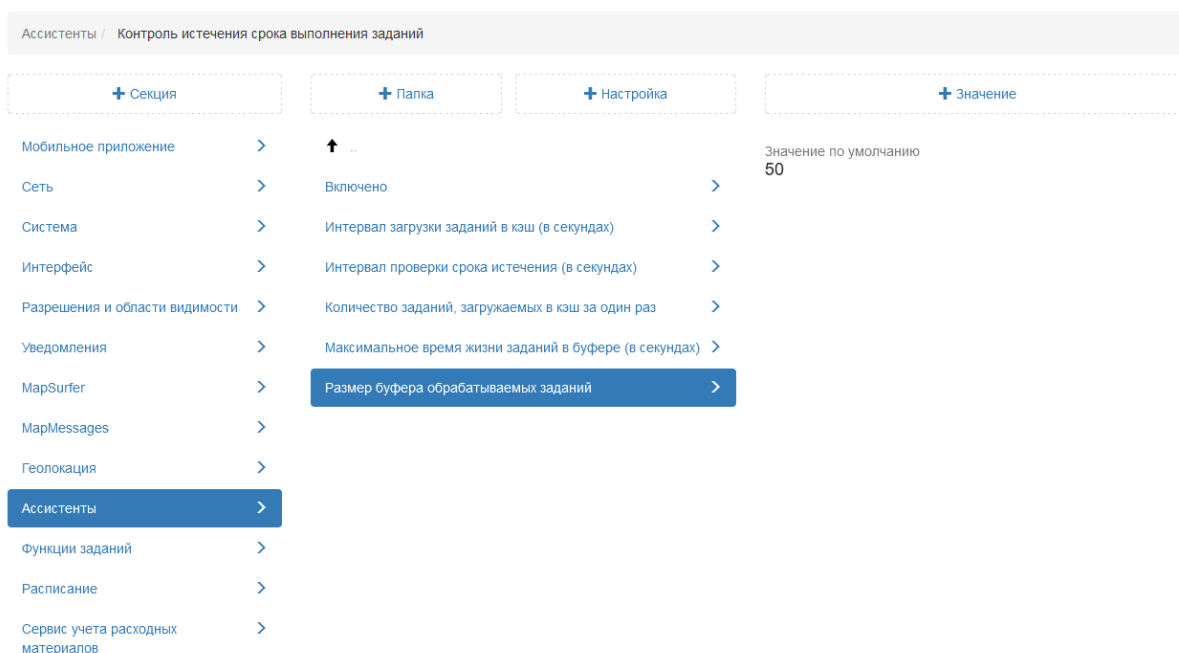 Ассистенты / Контроль истечения срока выполнения заданий
+ Секция
+ Папка
+ Настройка
+ Значение
Мобильное приложение
Сеть
Система
Интерфейс
Разрешения и области видимости
Уведомления
MapSurfer
MapMessages
Геолокация
Ассистенты
Функции заданий
Расписание
Сервис учета расходных
материалов
..
Включено
Интервал загрузки заданий в кэш (в секундах)
Интервал проверки срока истечения (в секундах)
Количество заданий, загружаемых в кэш за один раз
Максимальное время жизни заданий в буфере (в секундах)
Размер буфера обрабатываемых заданий
Значение по умолчанию
50